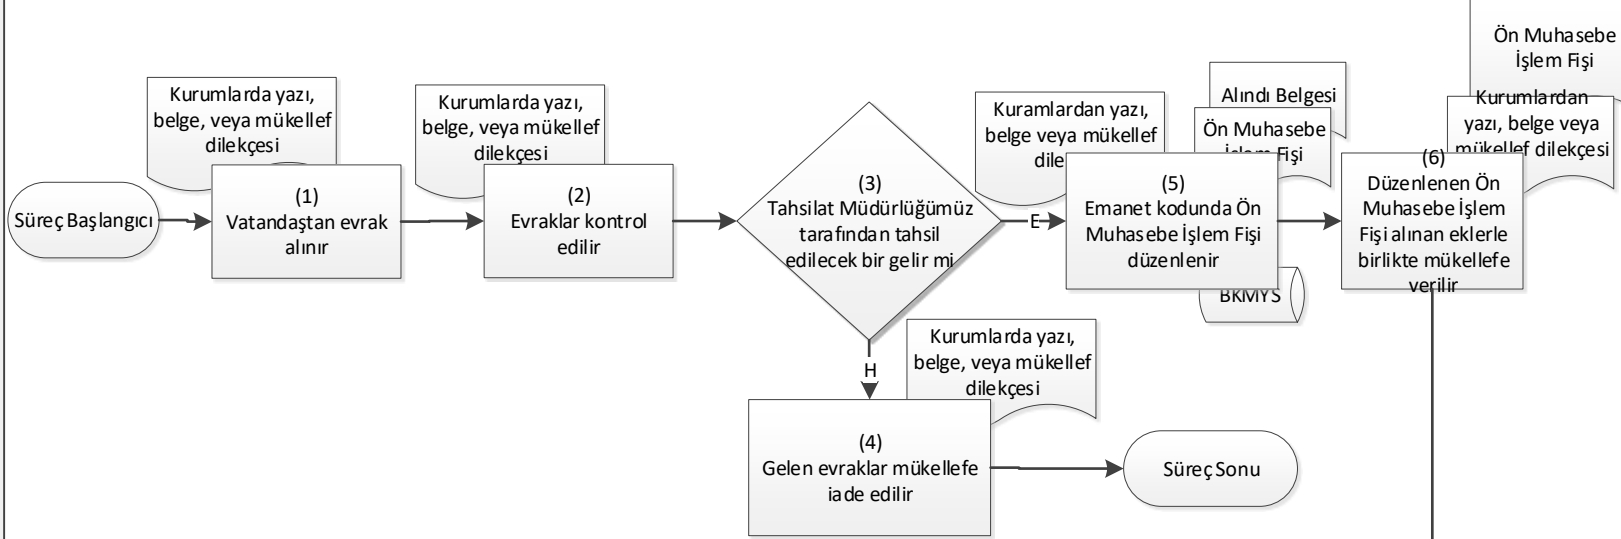 Süreç Başlangıcı
Kurumlarda yazı,
belge, veya mükellef
dilekçesi
(1)
Vatandaştan evrak
alınır
Kurumlarda yazı,
belge, veya mükellef
dilekçesi
(2)
Evraklar kontrol
edilir
(3)
Tahsilat Müdürlüğümüz
tarafından tahsil
edilecek bir gelir mi
E
H
Kurumlarda yazı,
belge, veya mükellef
dilekçesi
(4)
Gelen evraklar mükellefe
iade edilir
Süreç Sonu
Kuramlardan yazı,
belge veya mükellef
dile
Alındı Belgesi
Ön Muhasebe
İşlem Fişi
(5)
Emanet kodunda Ön
Muhasebe İşlem Fişi
düzenlenir
BKMYS
Ön Muhasebe
İşlem Fişi
Kurumlardan
yazı, belge veya
mükellef dilekçesi
(6)
Düzenlenen Ön
Muhasebe İşlem
Fişi alınan eklerle
birlikte mükellefe
verilir